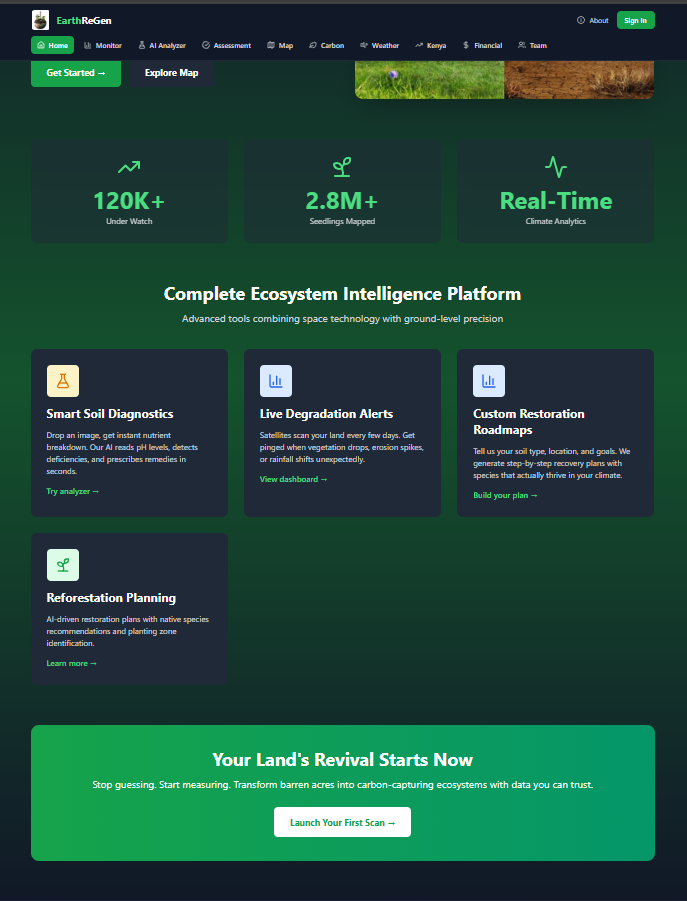 EarthReGen
About
Sign In
Home
Monitor
AI Analyzer
Assessment
Map
Carbon
Weather
Kenya
Financial
Team
Get Started →
Explore Map
120K+
Under Watch
2.8M+
Seedlings Mapped
Real-Time
Climate Analytics
Complete Ecosystem Intelligence Platform
Advanced tools combining space technology with ground-level precision
Smart Soil Diagnostics
Drop an image, get instant nutrient
breakdown. Our AI reads pH levels, detects
deficiencies, and prescribes remedies in
seconds.
Try analyzer →
Live Degradation Alerts
Satellites scan your land every few days. Get
pinged when vegetation drops, erosion spikes,
or rainfall shifts unexpectedly.
View dashboard →
Custom Restoration
Roadmaps
Tell us your soil type, location, and goals. We
generate step-by-step recovery plans with
species that actually thrive in your climate.
Build your plan →
Reforestation Planning
AI-driven restoration plans with native species
recommendations and planting zone
identification.
Learn more →
Your Land's Revival Starts Now
Stop guessing. Start measuring. Transform barren acres into carbon-capturing ecosystems with data you can trust.
Launch Your First Scan →